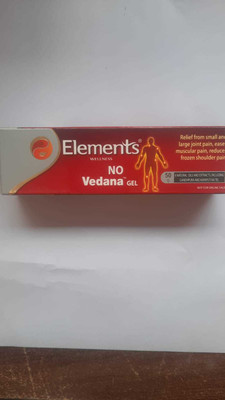 Elements
WELLNESS
NO
Vedana GEL
Relief from small and
large joint pain, ease
muscular pain, reduce
frozen shoulder pain
50